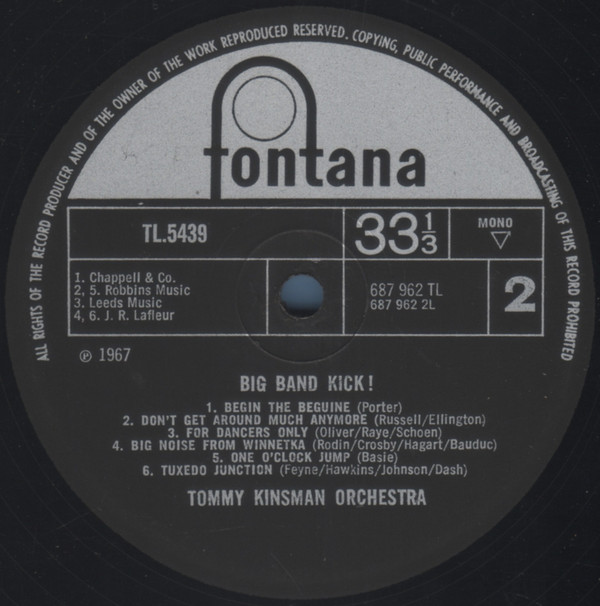 ALL RIGHTS OF THE RECORD PRODUCER AND OF THE OWNER OF THE WORK REPRODUCED RESERVED. COPYING, PUBLIC PERFORMANCE AND BROADCASTING OF THIS RECORD PROHIBITED
fontana
TL.5439
33⅓
MONO
1. Chappell & Co.
2, 5. Robbins Music
3. Leeds Music
4, 6. J. R. Lafleur
687 962 TL
687 962 2L
2
℗ 1967
BIG BAND KICK!
1. BEGIN THE BEGUINE (Porter)
2. DON'T GET AROUND MUCH ANYMORE (Russell/Ellington)
3. FOR DANCERS ONLY (Oliver/Raye/Schoen)
4. BIG NOISE FROM WINNETKA (Rodin/Crosby/Hagart/Bauduc)
5. ONE O'CLOCK JUMP (Basie)
6. TUXEDO JUNCTION (Feyne/Hawkins/Johnson/Dash)
TOMMY KINSMAN ORCHESTRA